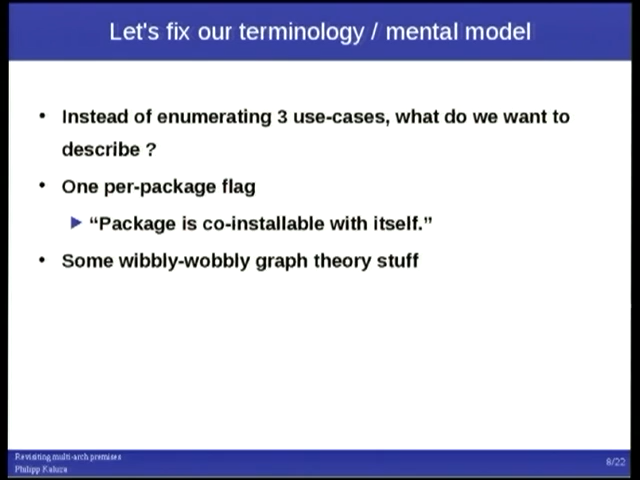 Let's fix our terminology / mental model
• Instead of enumerating 3 use-cases, what do we want to
describe ?
• One per-package flag
“Package is co-installable with itself.”
• Some wibbly-wobbly graph theory stuff
Revisiting multi-arch premises
Philipp Kaluza
8/22